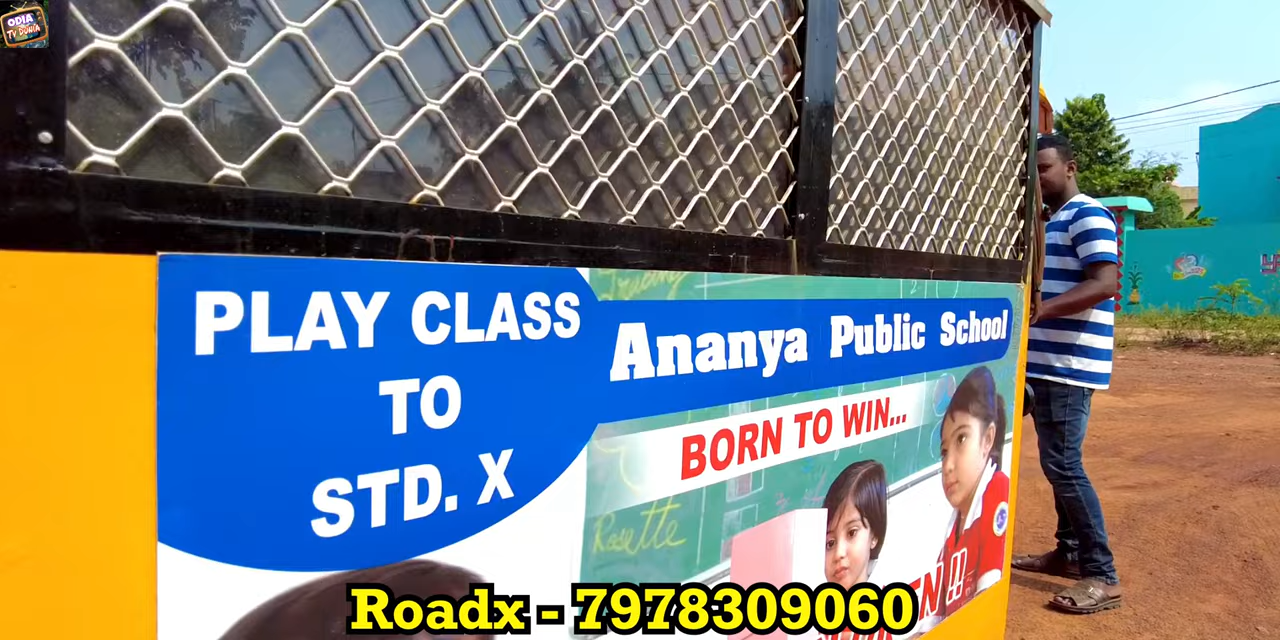 ODIA
TV DUNIA
PLAY CLASS
TO
STD. X
Ananya Public School
BORN TO WIN...
Rosette
Roadx - 7978309060